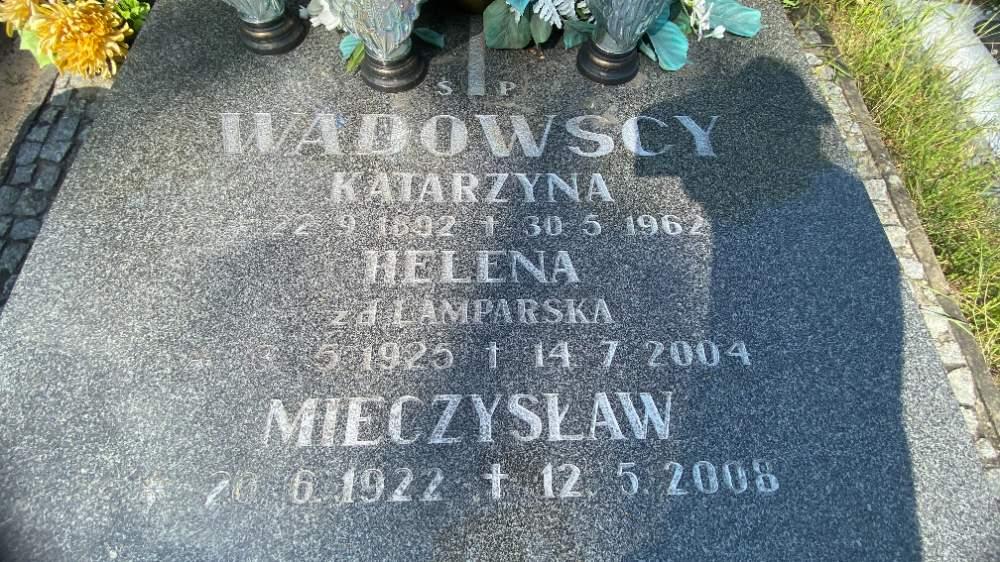 Ś P
WADOWSCY
KATARZYNA
22 9 1892 † 30 5 1962
HELENA
zd LAMPARSKA
5 1925 † 14 7 2004
MIECZYSŁAW
* 20 6.1922 † 12.5.2008